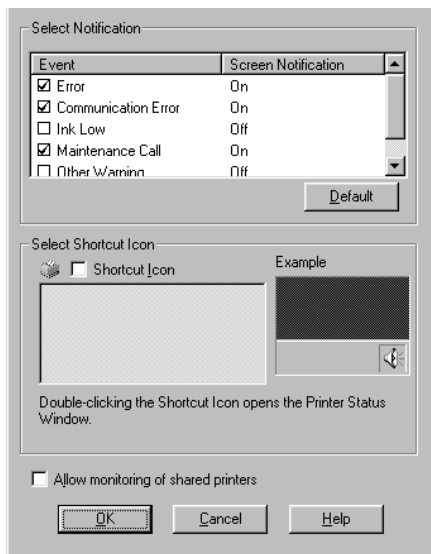 Select Notification
Event Screen Notification
Error On
Communication Error On
Ink Low Off
Maintenance Call On
Other Warning Off
Default
Select Shortcut Icon
Shortcut Icon Example
Double-clicking the Shortcut Icon opens the Printer Status
Window.
Allow monitoring of shared printers
OK Cancel Help